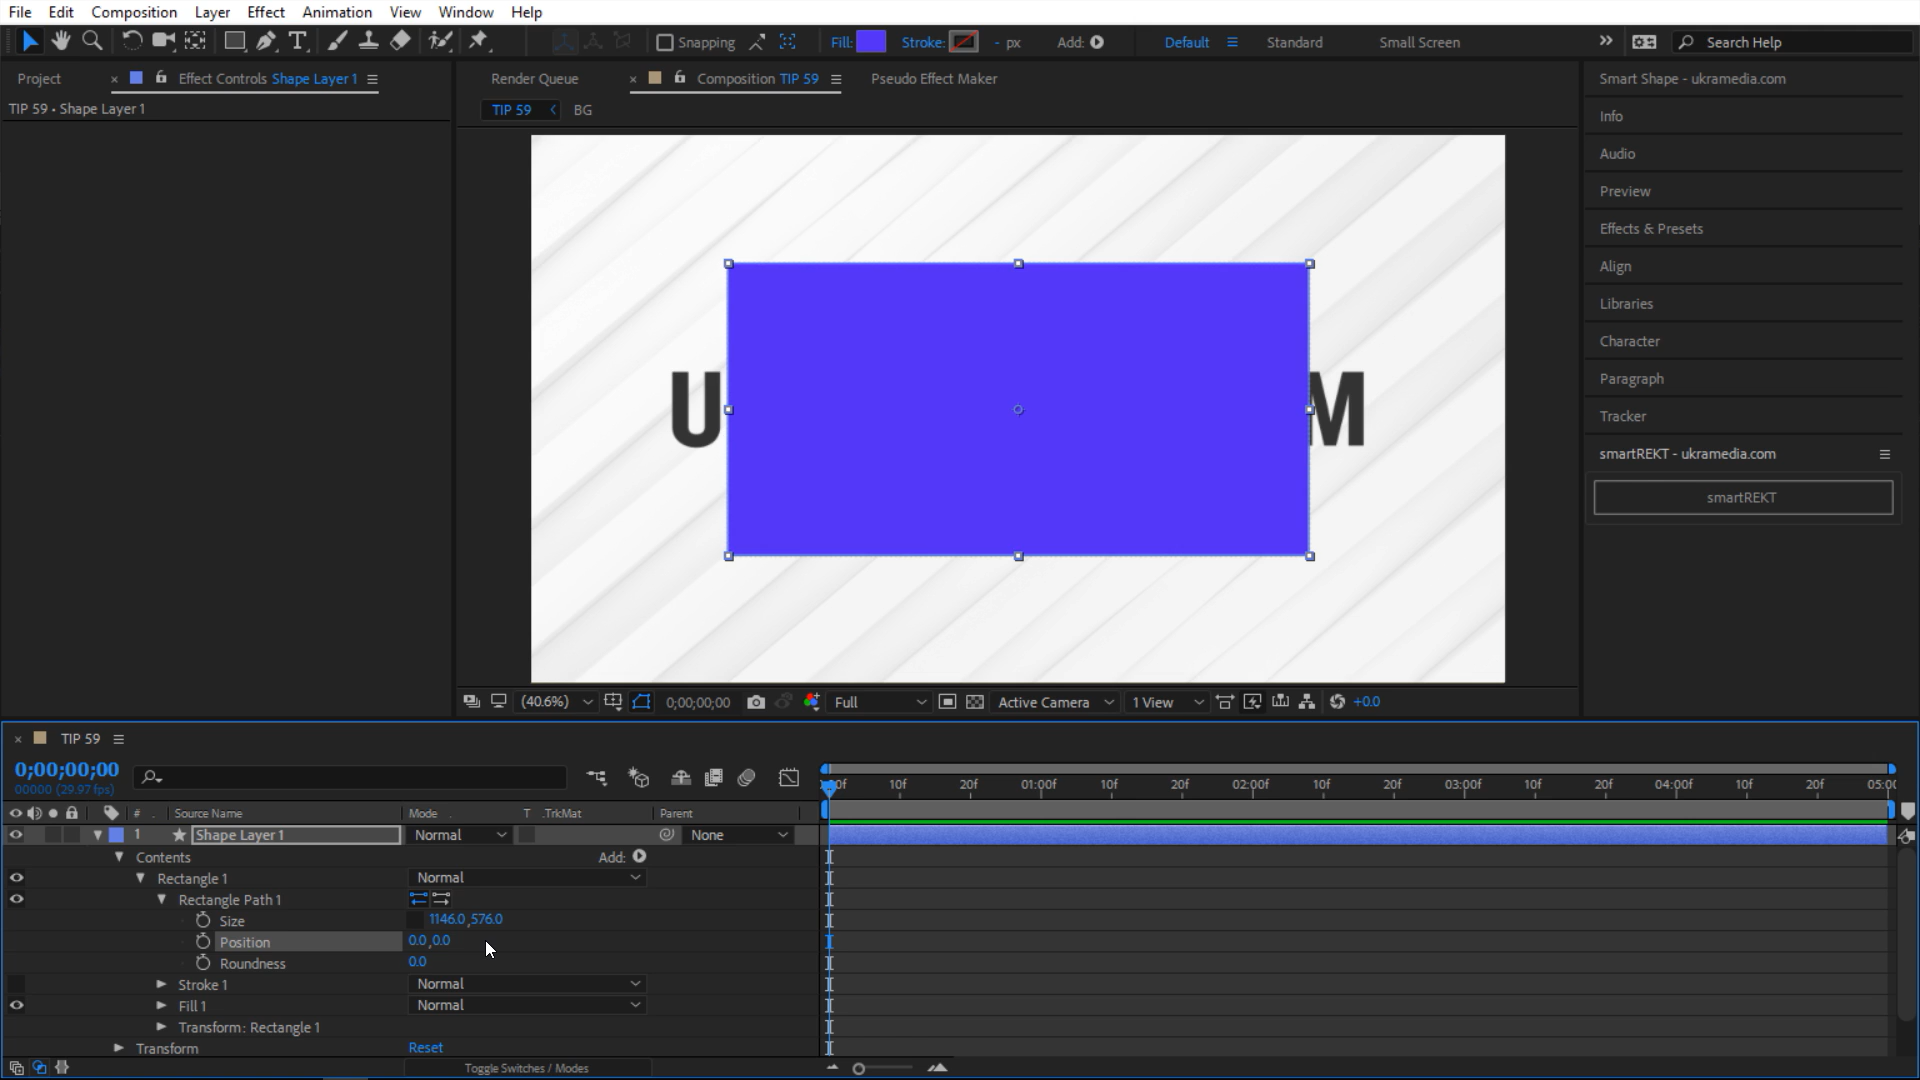 File Edit Composition Layer Effect Animation View Window Help
Snapping Fill: Stroke: - px Add: Default Standard Small Screen Search Help
Project Effect Controls Shape Layer 1 Render Queue Composition TIP 59 Pseudo Effect Maker
TIP 59 • Shape Layer 1
TIP 59 BG
Smart Shape - ukramedia.com
Info
Audio
Preview
Effects & Presets
Align
Libraries
Character
Paragraph
Tracker
smartREKT - ukramedia.com
smartREKT
U M
(40.6%) 0;00;00;00 Full Active Camera 1 View +0.0
TIP 59
0;00;00;00
00000 (29.97 fps)
10f 20f 01:00f 10f 20f 02:00f 10f 20f 03:00f 10f 20f 04:00f 10f 20f
# Source Name Mode T .TrkMat Parent
1 Shape Layer 1 Normal None
Contents Add:
Rectangle 1 Normal
Rectangle Path 1
Size 1146.0,576.0
Position 0.0,0.0
Roundness 0.0
Stroke 1 Normal
Fill 1 Normal
Transform: Rectangle 1
Transform Reset
Toggle Switches / Modes